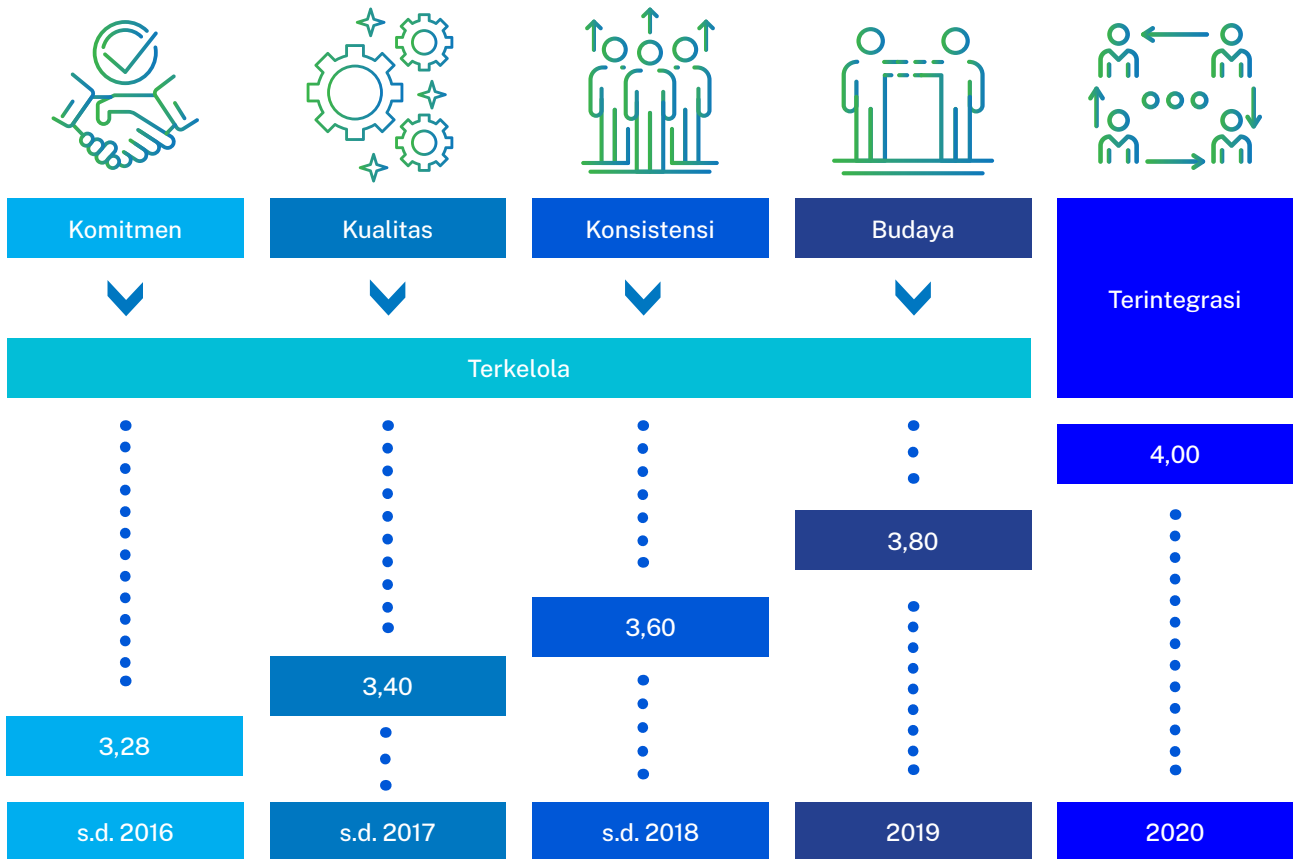 Komitmen
Kualitas
Konsistensi
Budaya
Terintegrasi
Terkelola
4,00
3,80
3,60
3,40
3,28
s.d. 2016
s.d. 2017
s.d. 2018
2019
2020